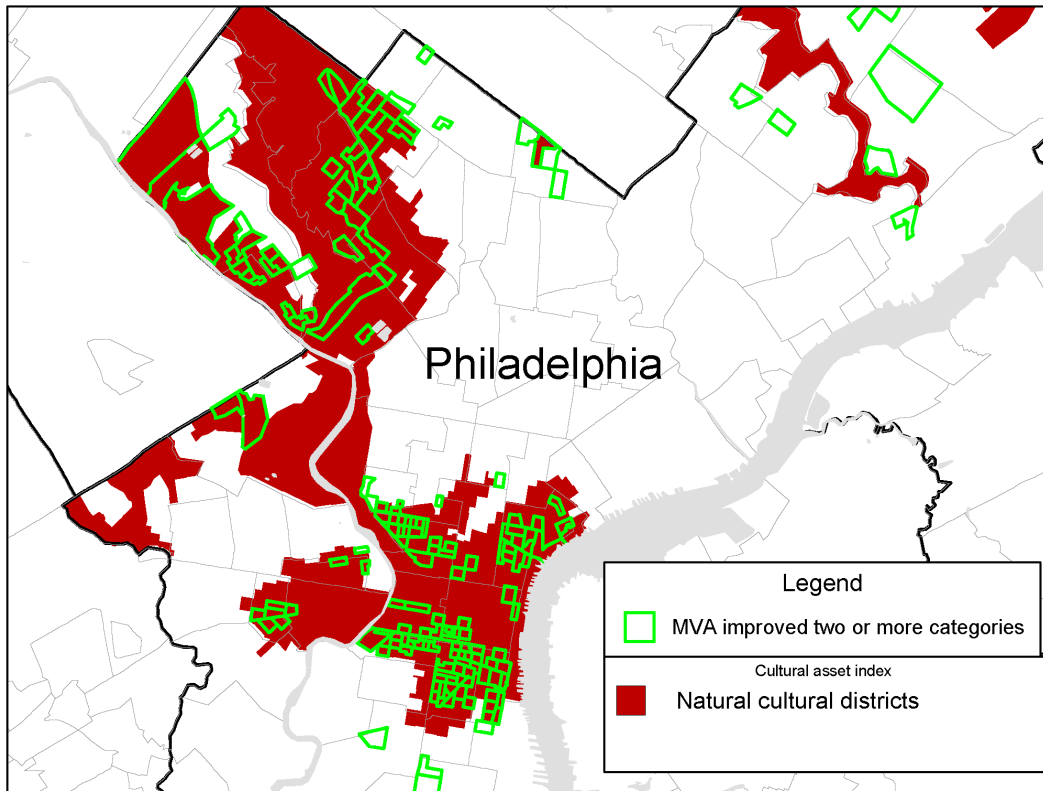 Philadelphia
Legend
MVA improved two or more categories
Cultural asset index
Natural cultural districts